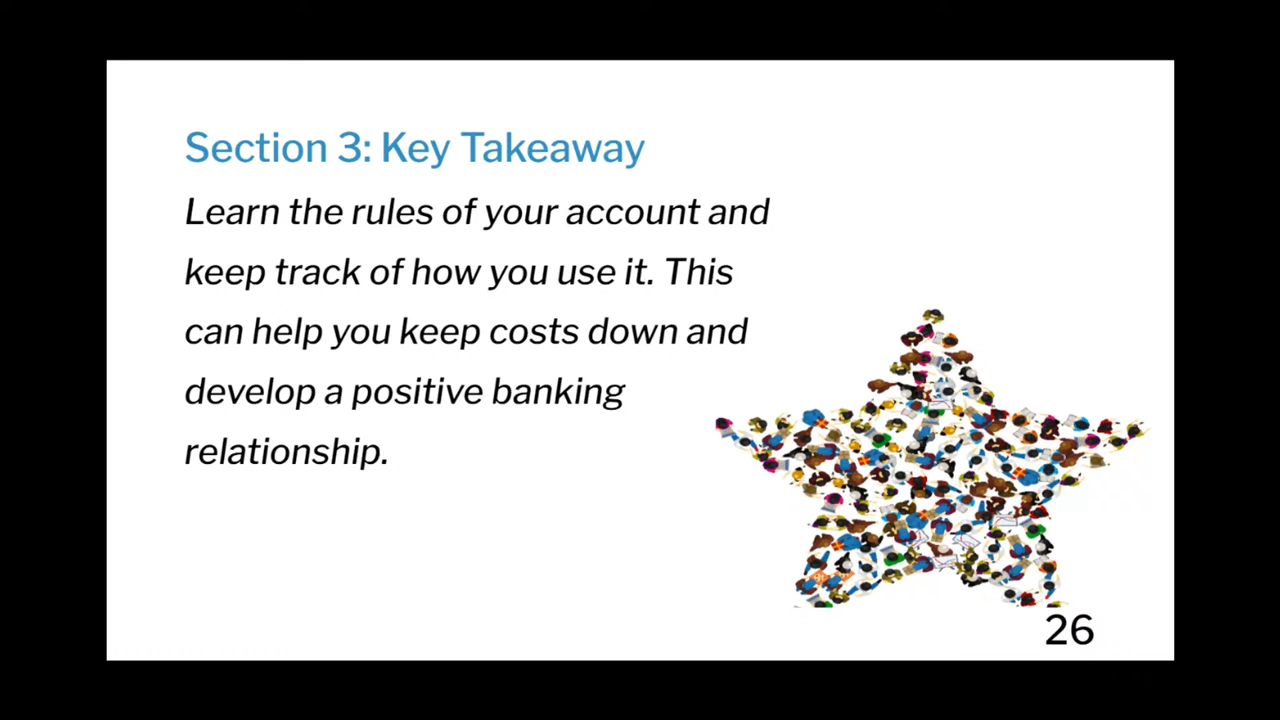 Section 3: Key Takeaway
Learn the rules of your account and
keep track of how you use it. This
can help you keep costs down and
develop a positive banking
relationship.
26